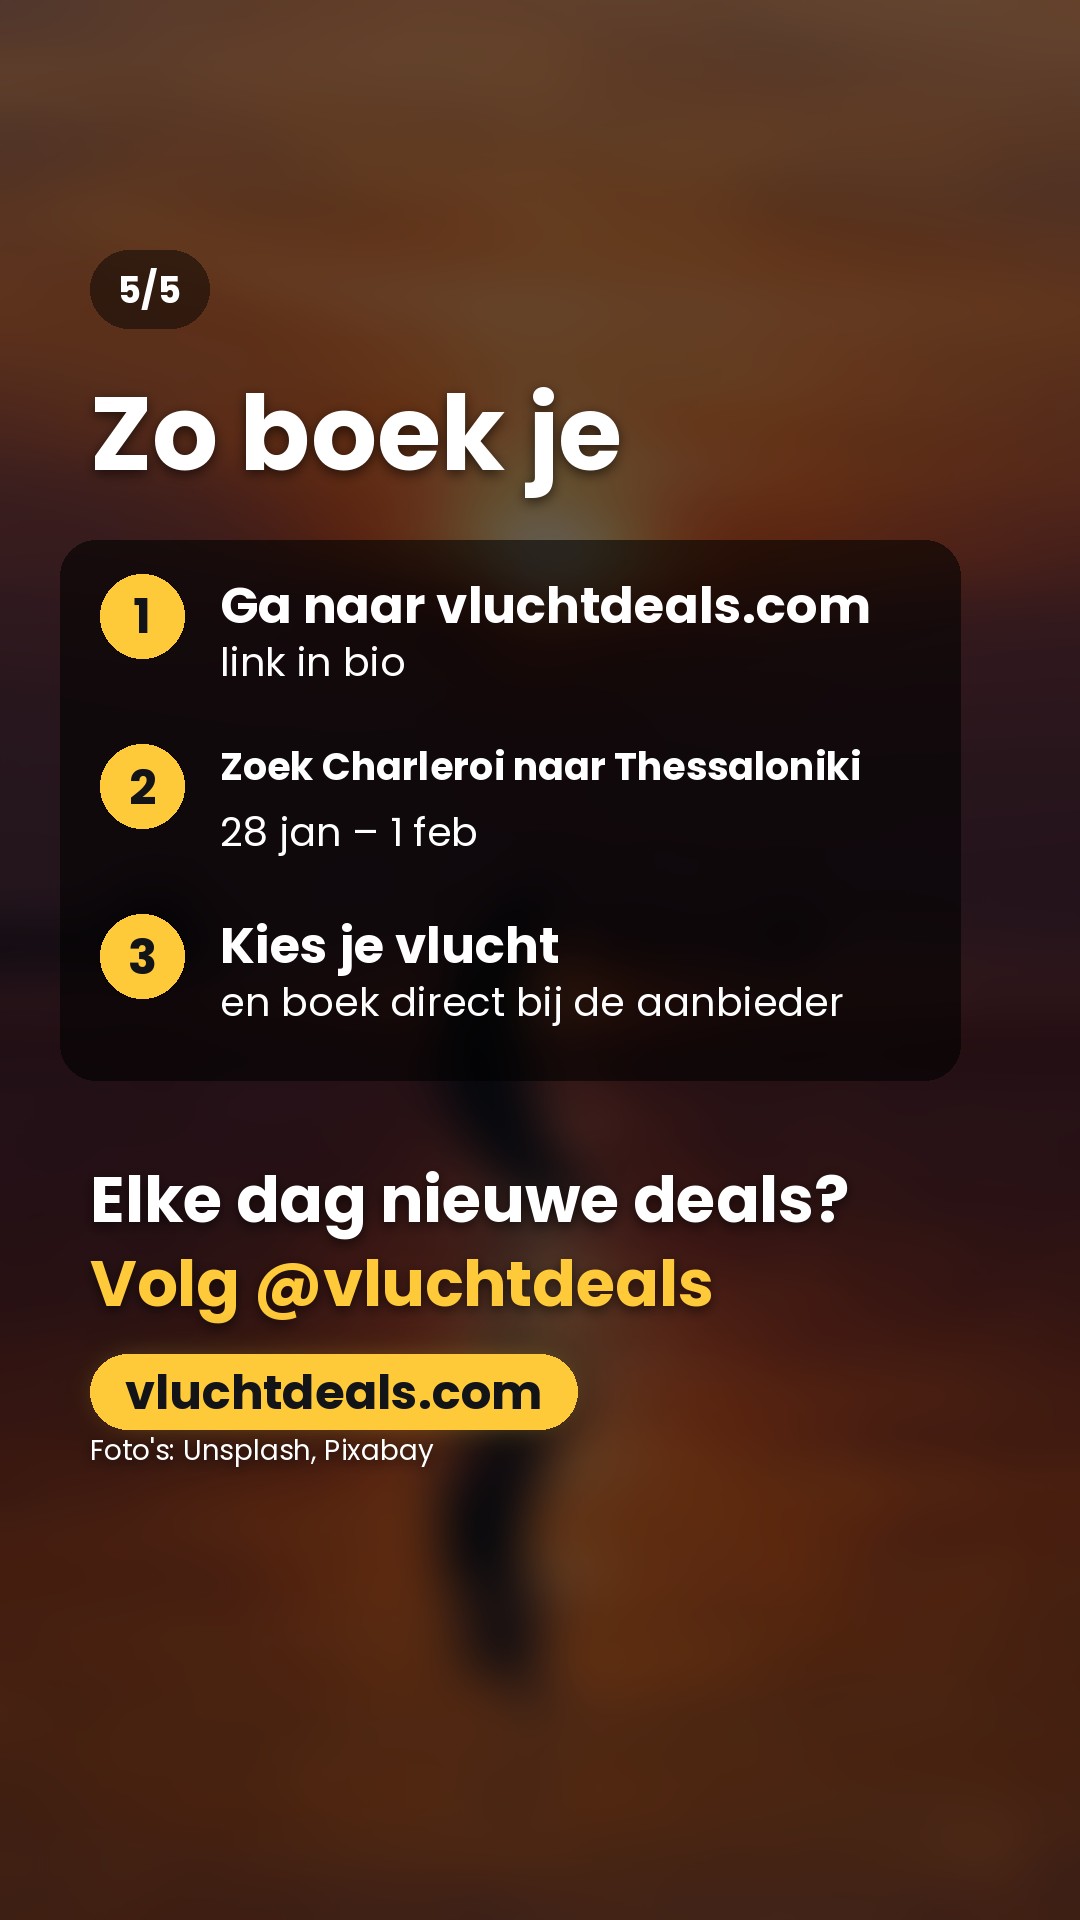 5/5
Zo boek je
1
Ga naar vluchtdeals.com
link in bio
2
Zoek Charleroi naar Thessaloniki
28 jan – 1 feb
3
Kies je vlucht
en boek direct bij de aanbieder
Elke dag nieuwe deals?
Volg @vluchtdeals
vluchtdeals.com
Foto's: Unsplash, Pixabay